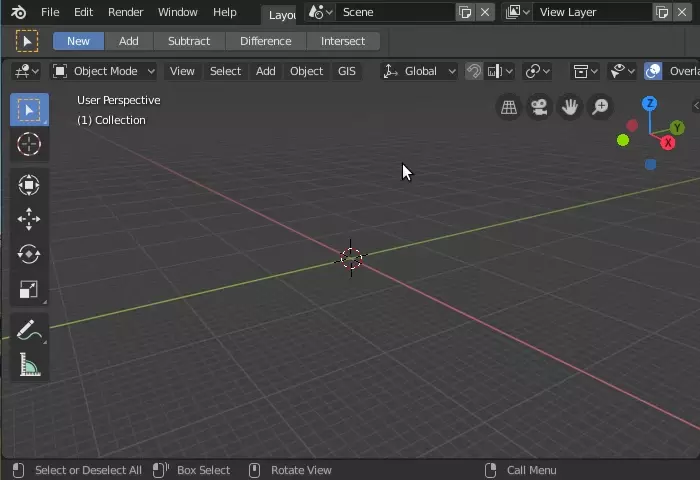 File Edit Render Window Help Layou Scene View Layer
New Add Subtract Difference Intersect
Object Mode View Select Add Object GIS Global Overla
User Perspective
(1) Collection
Z
Y
X
Select or Deselect All Box Select Rotate View Call Menu